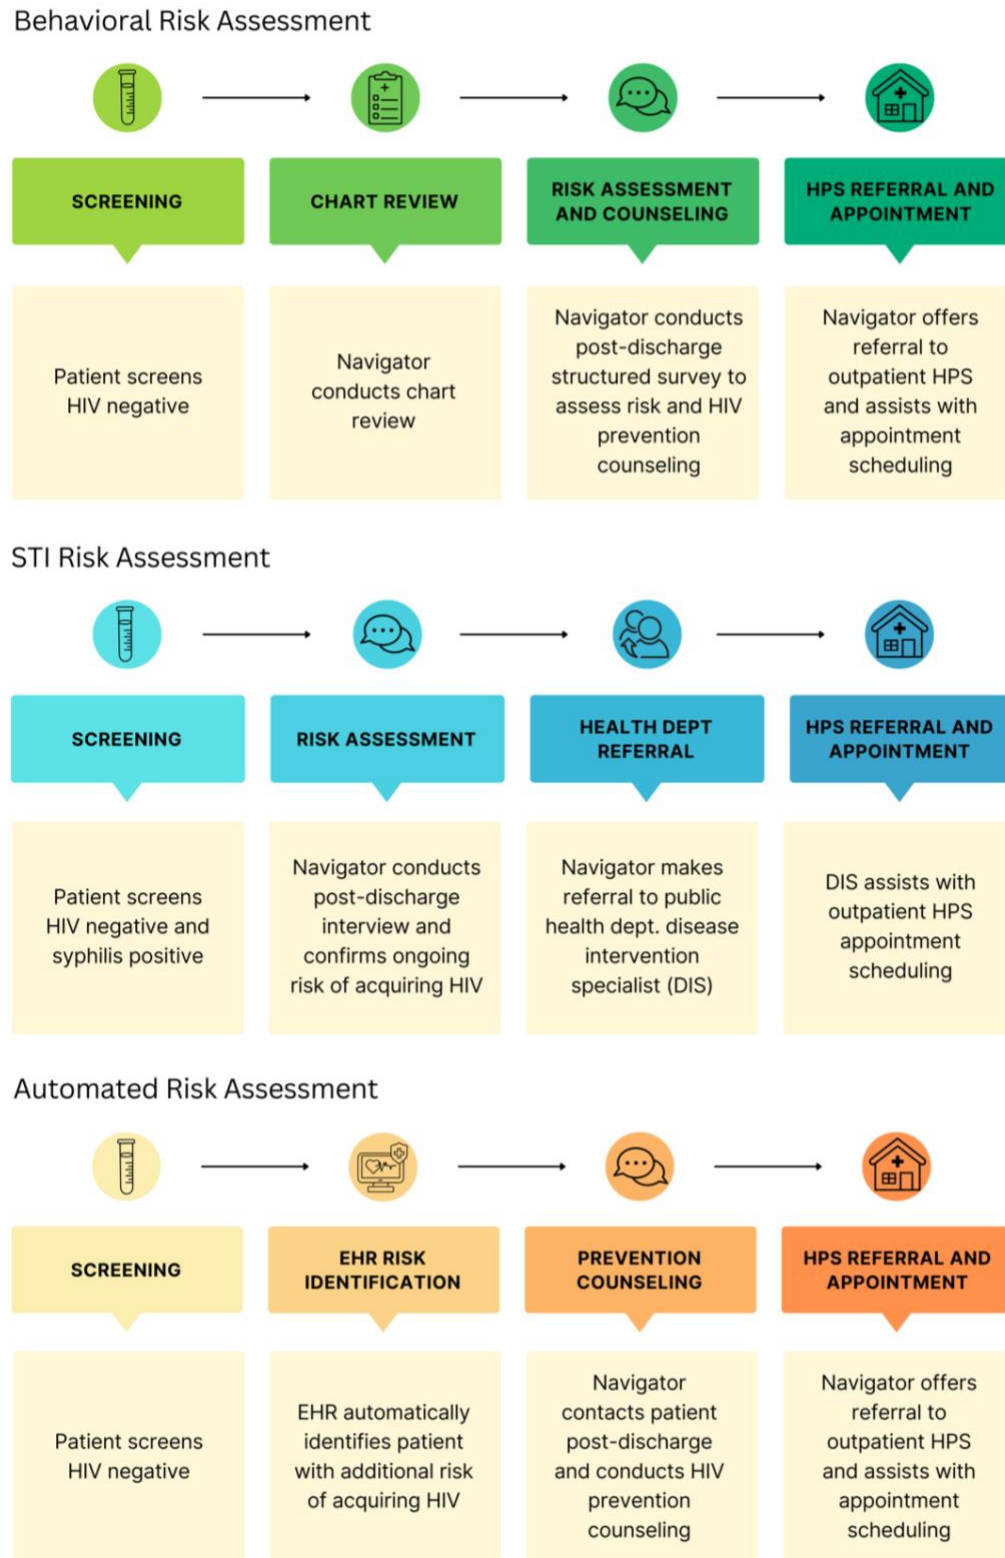 Behavioral Risk Assessment
SCREENING
CHART REVIEW
RISK ASSESSMENT
AND COUNSELING
HPS REFERRAL AND
APPOINTMENT
Patient screens
HIV negative
Navigator
conducts chart
review
Navigator conducts
post-discharge
structured survey to
assess risk and HIV
prevention
counseling
Navigator offers
referral to
outpatient HPS
and assists with
appointment
scheduling
STI Risk Assessment
SCREENING
RISK ASSESSMENT
HEALTH DEPT
REFERRAL
HPS REFERRAL AND
APPOINTMENT
Patient screens
HIV negative and
syphilis positive
Navigator conducts
post-discharge
interview and
confirms ongoing
risk of acquiring HIV
Navigator makes
referral to public
health dept. disease
intervention
specialist (DIS)
DIS assists with
outpatient HPS
appointment
scheduling
Automated Risk Assessment
SCREENING
EHR RISK
IDENTIFICATION
PREVENTION
COUNSELING
HPS REFERRAL AND
APPOINTMENT
Patient screens
HIV negative
EHR automatically
identifies patient
with additional risk
of acquiring HIV
Navigator
contacts patient
post-discharge
and conducts HIV
prevention
counseling
Navigator offers
referral to
outpatient HPS
and assists with
appointment
scheduling